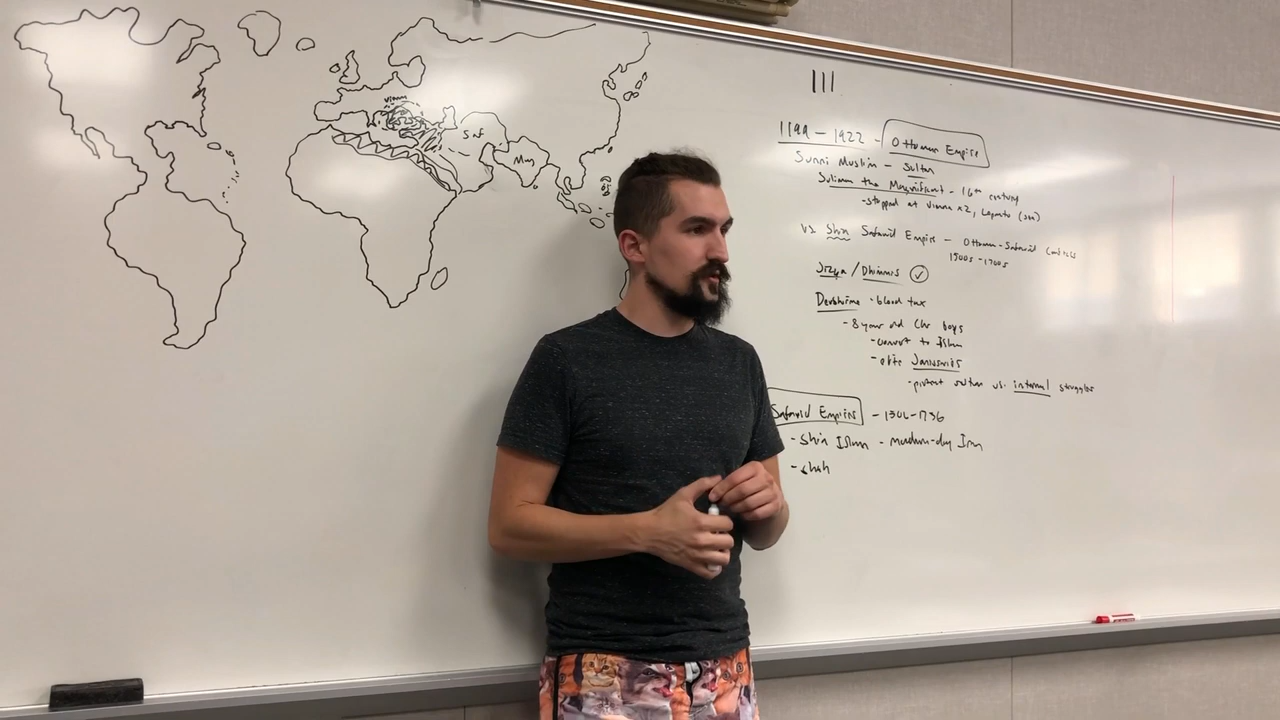 Vienna
Saf
Mug
III
1299 – 1922 – Ottoman Empire
Sunni Muslim – Sultan
Suliman the Magnificent – 16th century
- stopped at Vienna x2, Lepanto (sea)
vs. Shia Safavid Empire – Ottoman-Safavid Conflicts
1500s – 1700s
Jizya / Dhimmis ✓
Devshirme - blood tax
- 8 year old Chr boys
- convert to Islam
- elite Janissaries
- protect sultan vs. internal struggles
Safavid Empire – 1501–1736
- Shia Islam - modern-day Iran
- shah